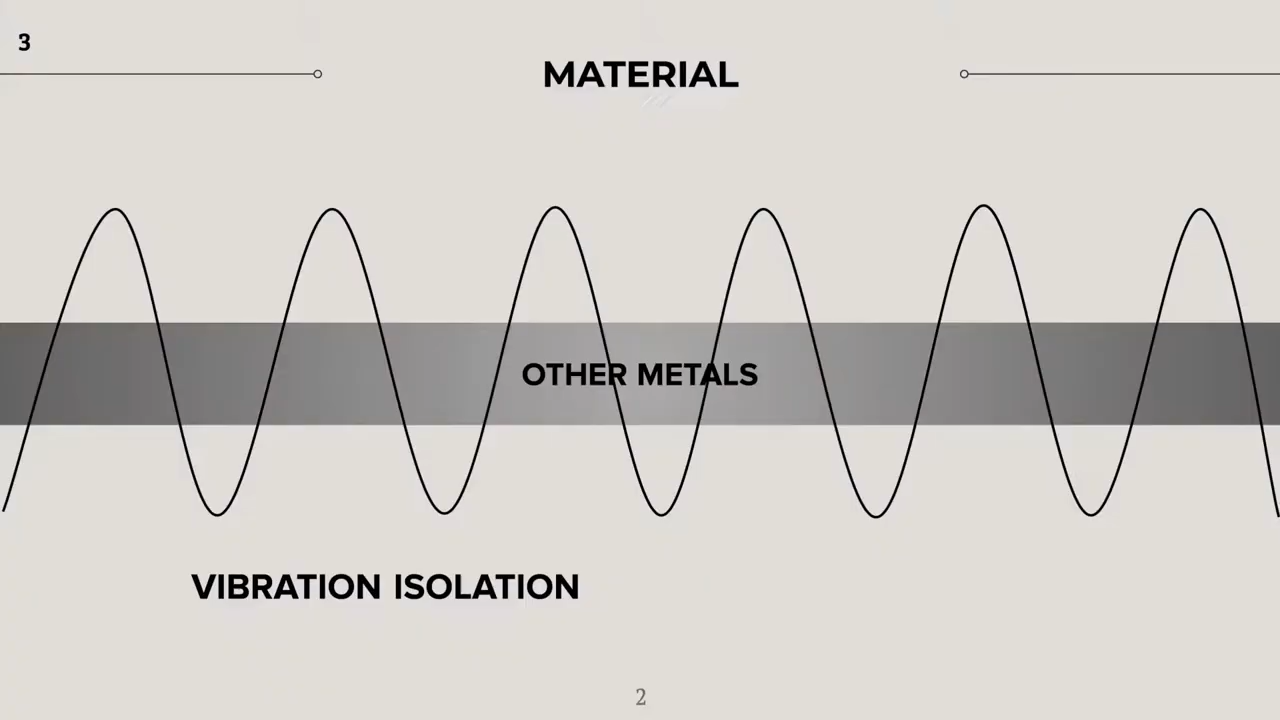 3
MATERIAL
OTHER METALS
VIBRATION ISOLATION
2